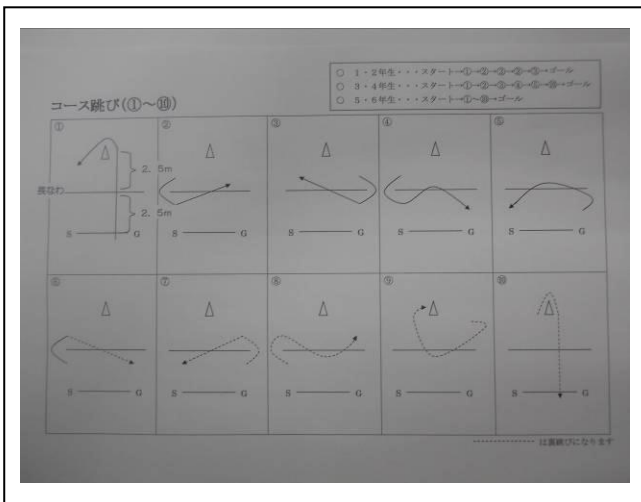 ○ 1・2年生・・・スタート→①→②→③→②→③→ゴール
○ 3・4年生・・・スタート→①→②→③→④→⑤→⑩→ゴール
○ 5・6年生・・・スタート→①~⑩→ゴール
コース跳び(①~⑩)
① ② ③ ④ ⑤
2.5m
長なわ
2.5m
S G S G S G S G S G
⑥ ⑦ ⑧ ⑨ ⑩
S G S G S G S G S G
は裏跳びになります